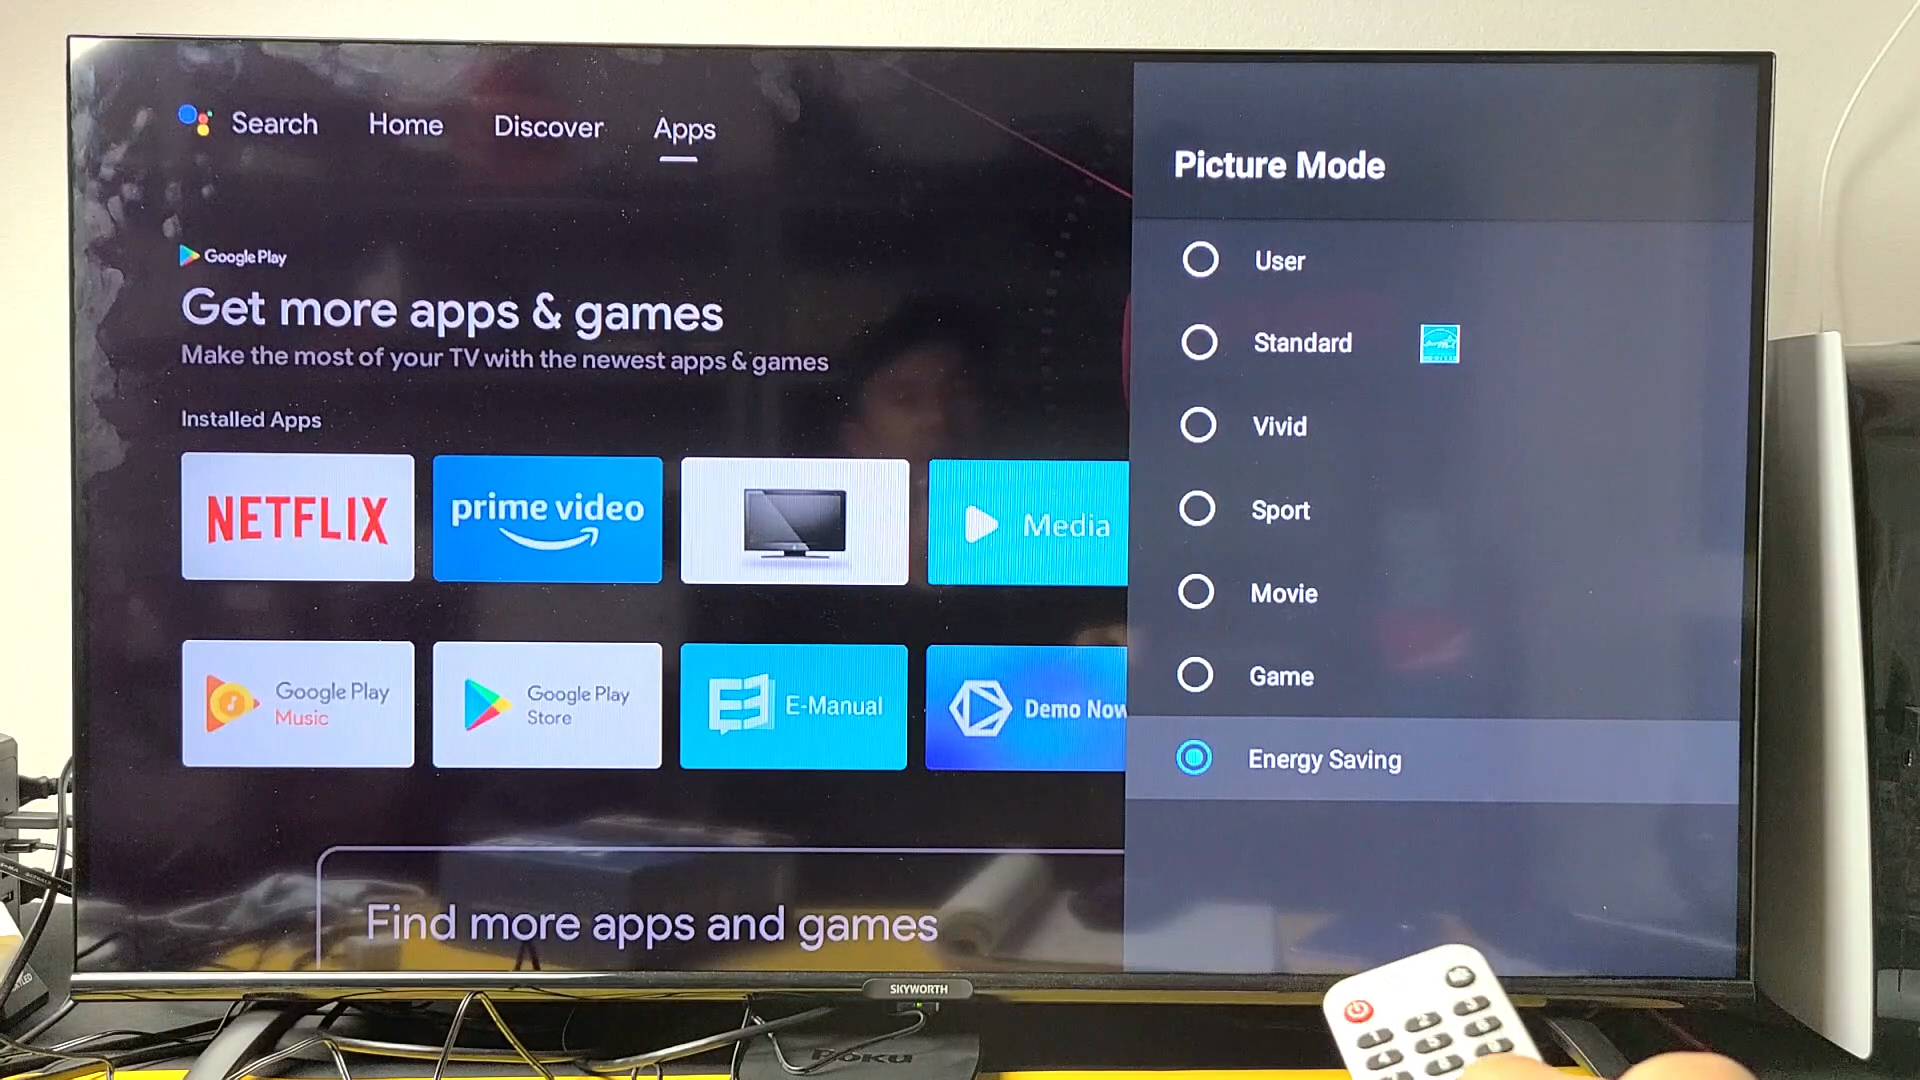 Search Home Discover Apps
Google Play
Get more apps & games
Make the most of your TV with the newest apps & games
Installed Apps
NETFLIX
prime video
Media
Google Play
Music
Google Play
Store
E-Manual
Demo Now
Find more apps and games
Picture Mode
User
Standard
Vivid
Sport
Movie
Game
Energy Saving
SKYWORTH
Roku